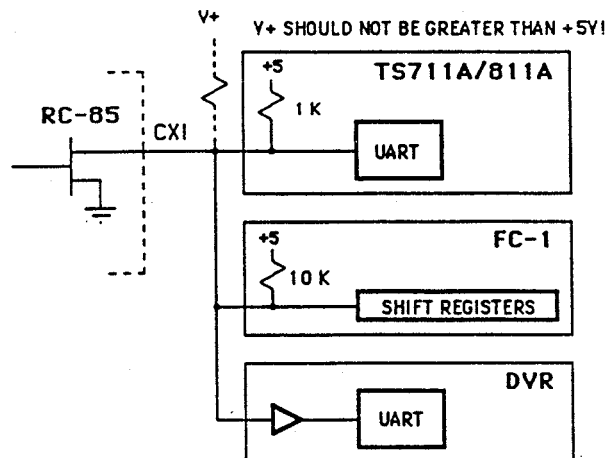 V+
V+ SHOULD NOT BE GREATER THAN +5V!
+5
TS711A/811A
RC-85
1 K
CXI
UART
+5
FC-1
10 K
SHIFT REGISTERS
DVR
UART